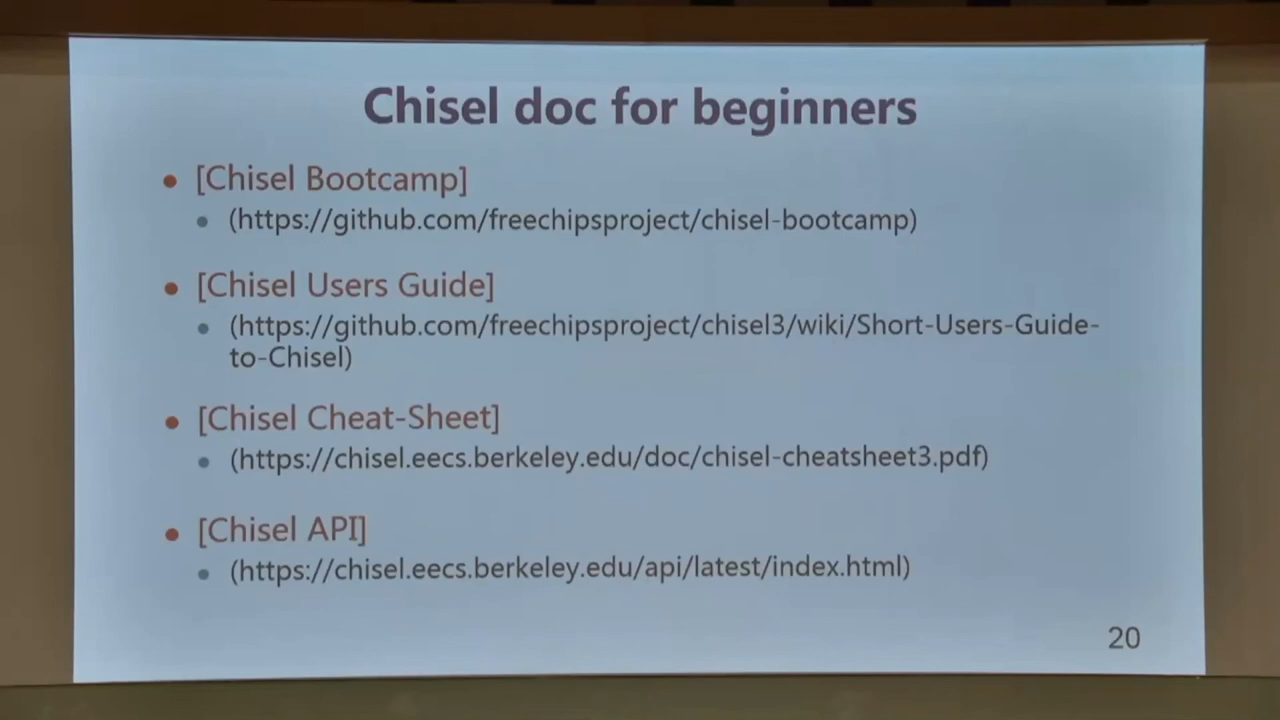 Chisel doc for beginners
[Chisel Bootcamp]
(https://github.com/freechipsproject/chisel-bootcamp)
[Chisel Users Guide]
(https://github.com/freechipsproject/chisel3/wiki/Short-Users-Guide-
to-Chisel)
[Chisel Cheat-Sheet]
(https://chisel.eecs.berkeley.edu/doc/chisel-cheatsheet3.pdf)
[Chisel API]
(https://chisel.eecs.berkeley.edu/api/latest/index.html)
20